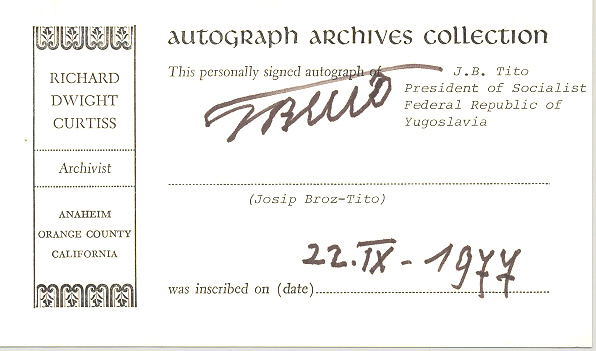 RICHARD
DWIGHT
CURTISS
Archivist
ANAHEIM
ORANGE COUNTY
CALIFORNIA
AUTOGRAPH ARCHIVES COLLECTION
This personally signed autograph of J.B. Tito
President of Socialist
Federal Republic of
Yugoslavia
(Josip Broz-Tito)
22.IX-1977
was inscribed on (date)